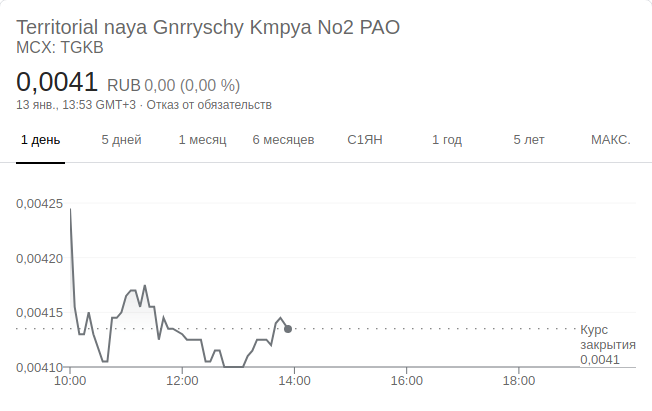 Territorial naya Gnrryschy Kmpya No2 PAO
MCX: TGKB
0,0041 RUB 0,00 (0,00 %)
13 янв., 13:53 GMT+3 · Отказ от обязательств
1 день 5 дней 1 месяц 6 месяцев С1ЯН 1 год 5 лет МАКС.
0,00425
0,00420
0,00415
0,00410
Курс
закрытия
0,0041
10:00 12:00 14:00 16:00 18:00